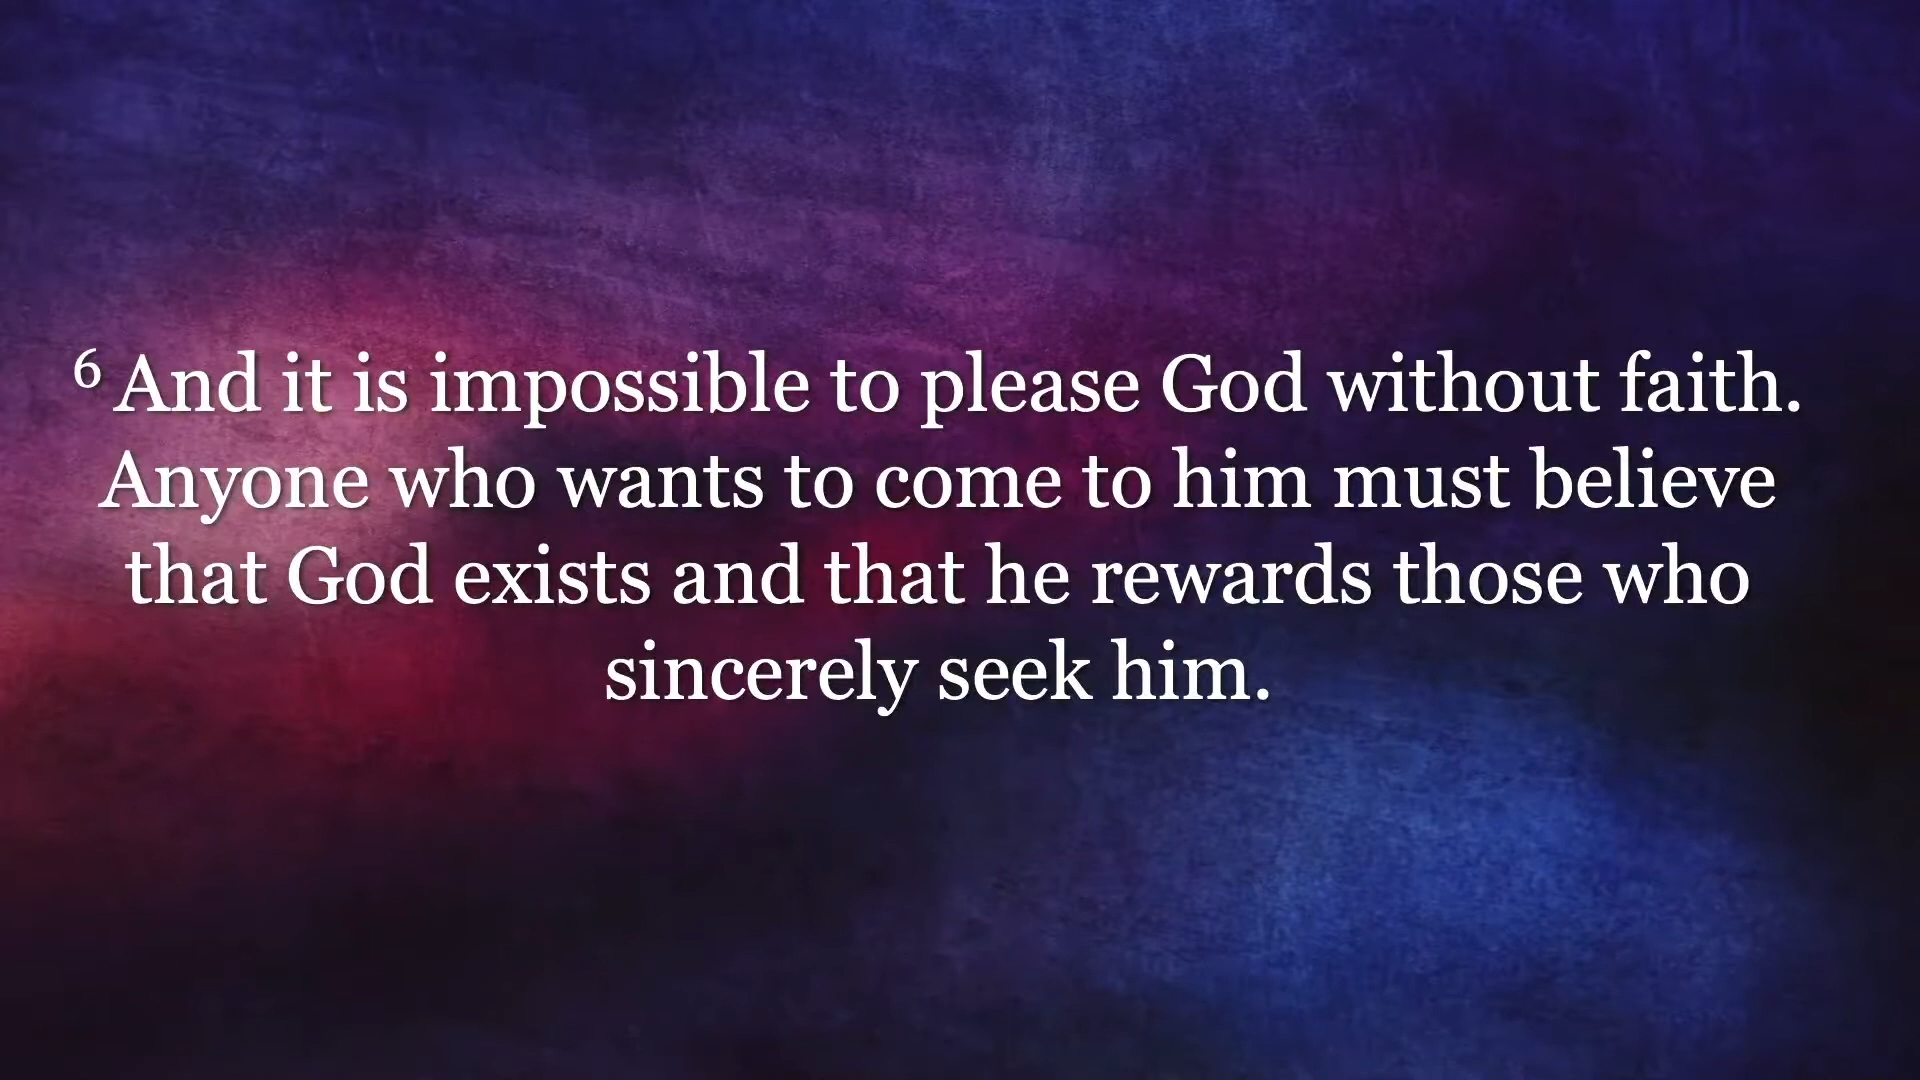 ⁶ And it is impossible to please God without faith.
Anyone who wants to come to him must believe
that God exists and that he rewards those who
sincerely seek him.